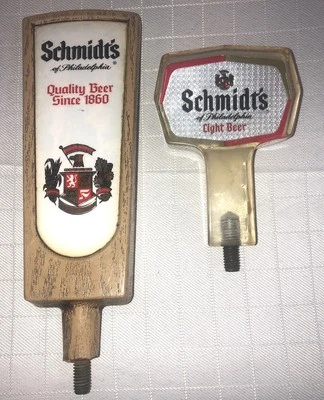 Schmidt's
of Philadelphia®
Quality Beer
Since 1860
Schmidt's
of Philadelphia
Light Beer